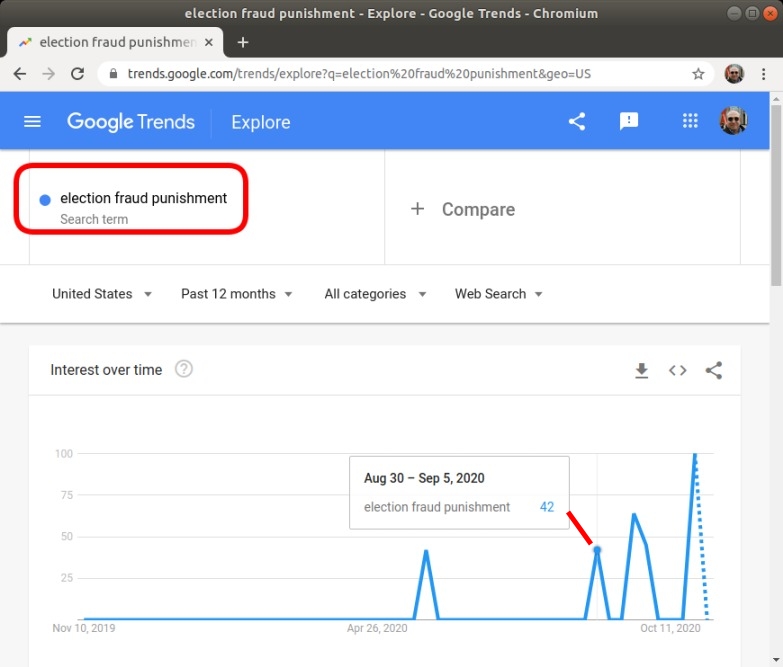 election fraud punishment - Explore - Google Trends - Chromium
election fraud punishmen
trends.google.com/trends/explore?q=election%20fraud%20punishment&geo=US
Google Trends Explore
election fraud punishment
Search term
+ Compare
United States Past 12 months All categories Web Search
Interest over time ?
100
75
50
25
Aug 30 – Sep 5, 2020
election fraud punishment 42
Nov 10, 2019 Apr 26, 2020 Oct 11, 2020